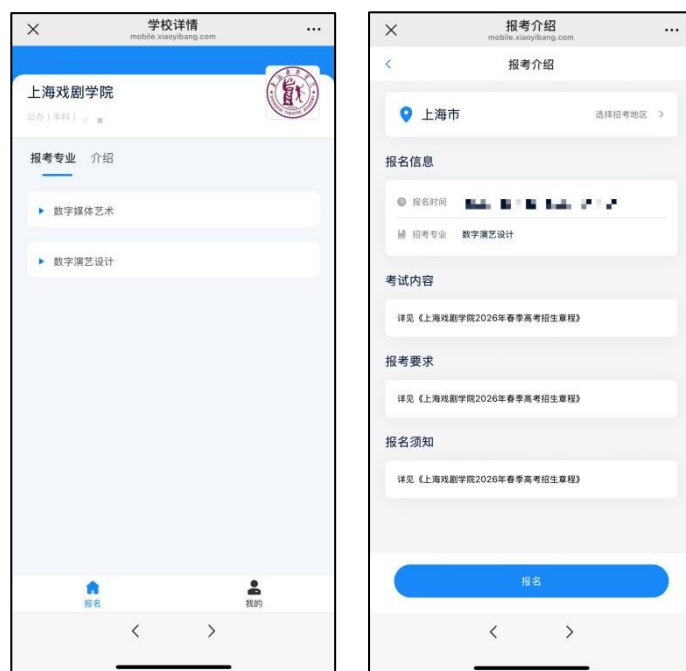 学校详情
mobile.xiaoyibang.com
上海戏剧学院
公办 | 本科 |
报考专业 介绍
数字媒体艺术
数字演艺设计
报名 我的
报考介绍
mobile.xiaoyibang.com
报考介绍
上海市 选择招考地区
报名信息
报名时间
招考专业 数字演艺设计
考试内容
详见《上海戏剧学院2026年春季高考招生章程》
报考要求
详见《上海戏剧学院2026年春季高考招生章程》
报名须知
详见《上海戏剧学院2026年春季高考招生章程》
报名